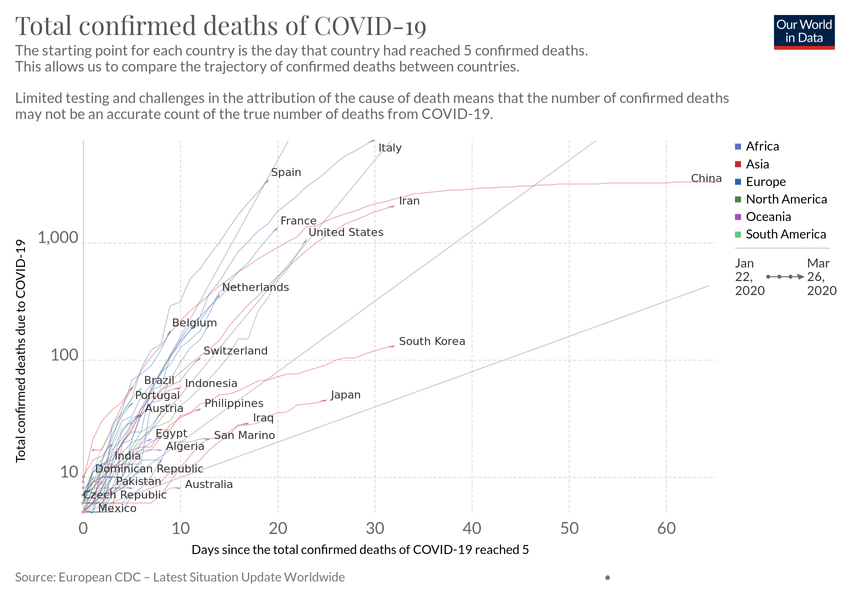 Total confirmed deaths of COVID-19
Our World
in Data
The starting point for each country is the day that country had reached 5 confirmed deaths.
This allows us to compare the trajectory of confirmed deaths between countries.
Limited testing and challenges in the attribution of the cause of death means that the number of confirmed deaths
may not be an accurate count of the true number of deaths from COVID-19.
Italy
Africa
Asia
Europe
North America
Oceania
South America
Spain
China
Iran
France
United States
1,000
Jan
22,
2020
Mar
26,
2020
Netherlands
Belgium
South Korea
Switzerland
100
Brazil
Indonesia
Portugal
Japan
Austria
Philippines
Iraq
Egypt
San Marino
Algeria
India
Dominican Republic
10
Pakistan
Australia
Czech Republic
Mexico
Total confirmed deaths due to COVID-19
0
10
20
30
40
50
60
Days since the total confirmed deaths of COVID-19 reached 5
Source: European CDC – Latest Situation Update Worldwide